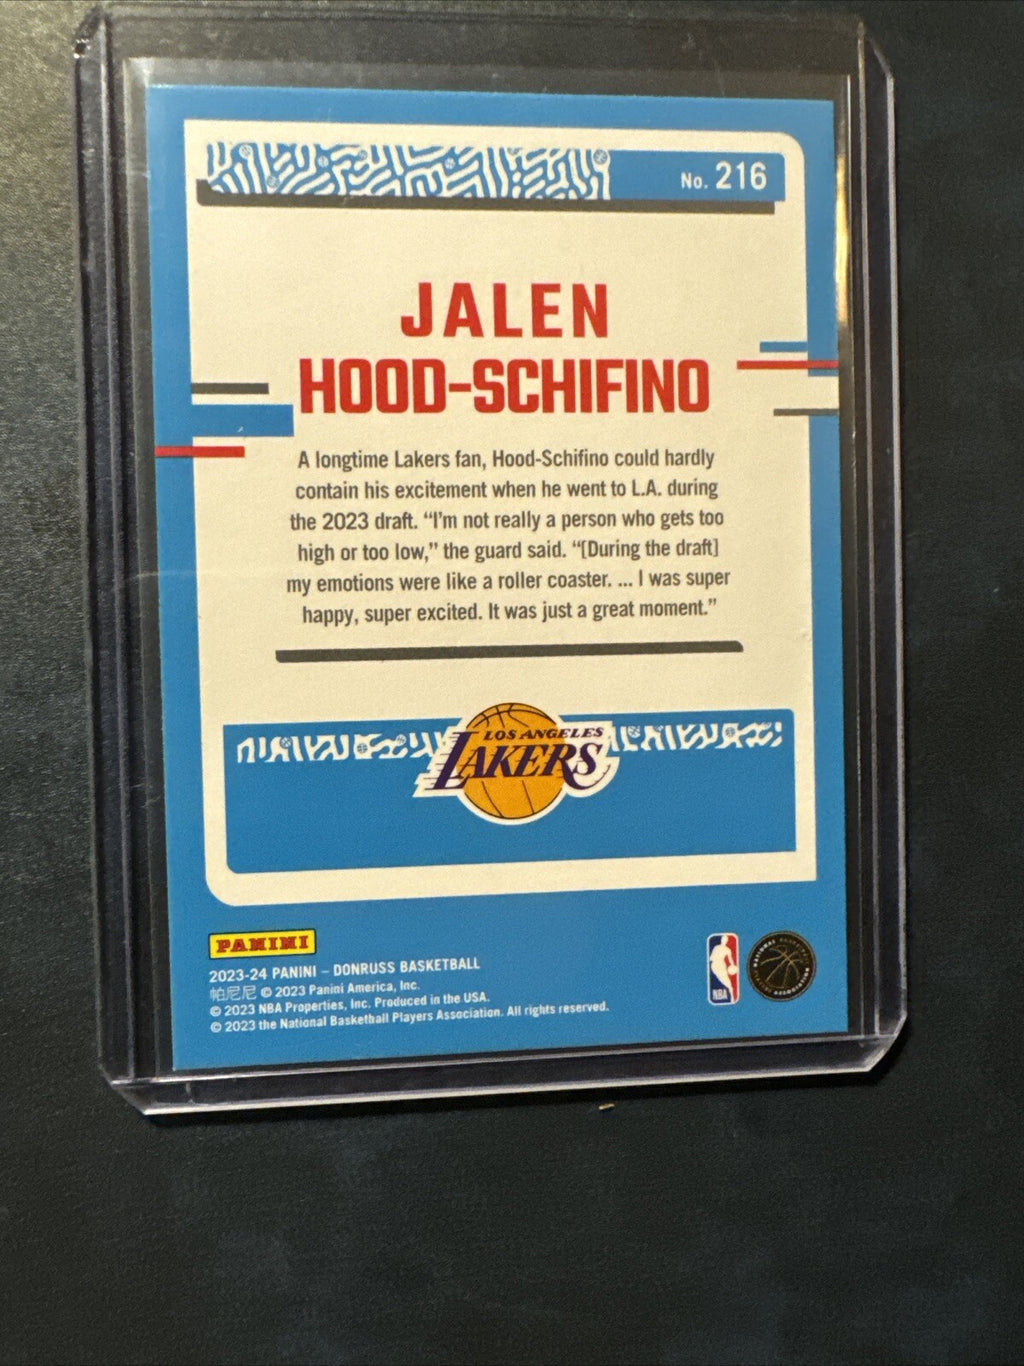 No. 216
JALEN
HOOD-SCHIFINO
A longtime Lakers fan, Hood-Schifino could hardly
contain his excitement when he went to L.A. during
the 2023 draft. “I’m not really a person who gets too
high or too low,” the guard said. “[During the draft]
my emotions were like a roller coaster. ... I was super
happy, super excited. It was just a great moment.”
LOS ANGELES
LAKERS
PANINI
2023-24 PANINI – DONRUSS BASKETBALL
帕尼尼 © 2023 Panini America, Inc.
© 2023 NBA Properties, Inc. Produced in the USA.
© 2023 the National Basketball Players Association. All rights reserved.
NBA
NATIONAL BASKETBALL